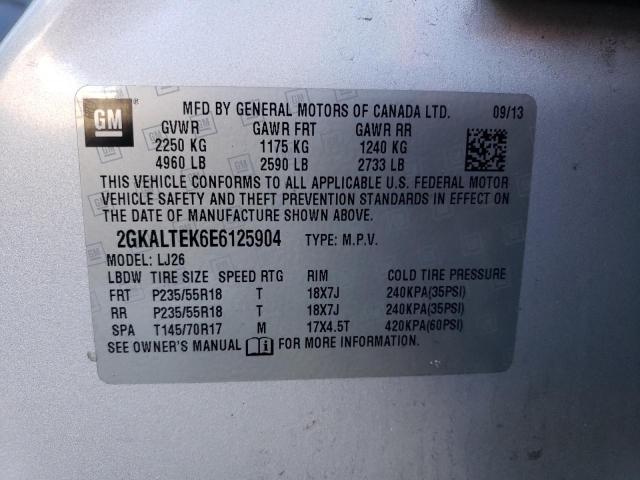 GM ® MFD BY GENERAL MOTORS OF CANADA LTD. 09/13
GVWR GAWR FRT GAWR RR
2250 KG 1175 KG 1240 KG
4960 LB 2590 LB 2733 LB
THIS VEHICLE CONFORMS TO ALL APPLICABLE U.S. FEDERAL MOTOR
VEHICLE SAFETY AND THEFT PREVENTION STANDARDS IN EFFECT ON
THE DATE OF MANUFACTURE SHOWN ABOVE.
2GKALTEK6E6125904 TYPE: M.P.V.
MODEL: LJ26
LBDW TIRE SIZE SPEED RTG RIM COLD TIRE PRESSURE
FRT P235/55R18 T 18X7J 240KPA(35PSI)
RR P235/55R18 T 18X7J 240KPA(35PSI)
SPA T145/70R17 M 17X4.5T 420KPA(60PSI)
SEE OWNER'S MANUAL FOR MORE INFORMATION.